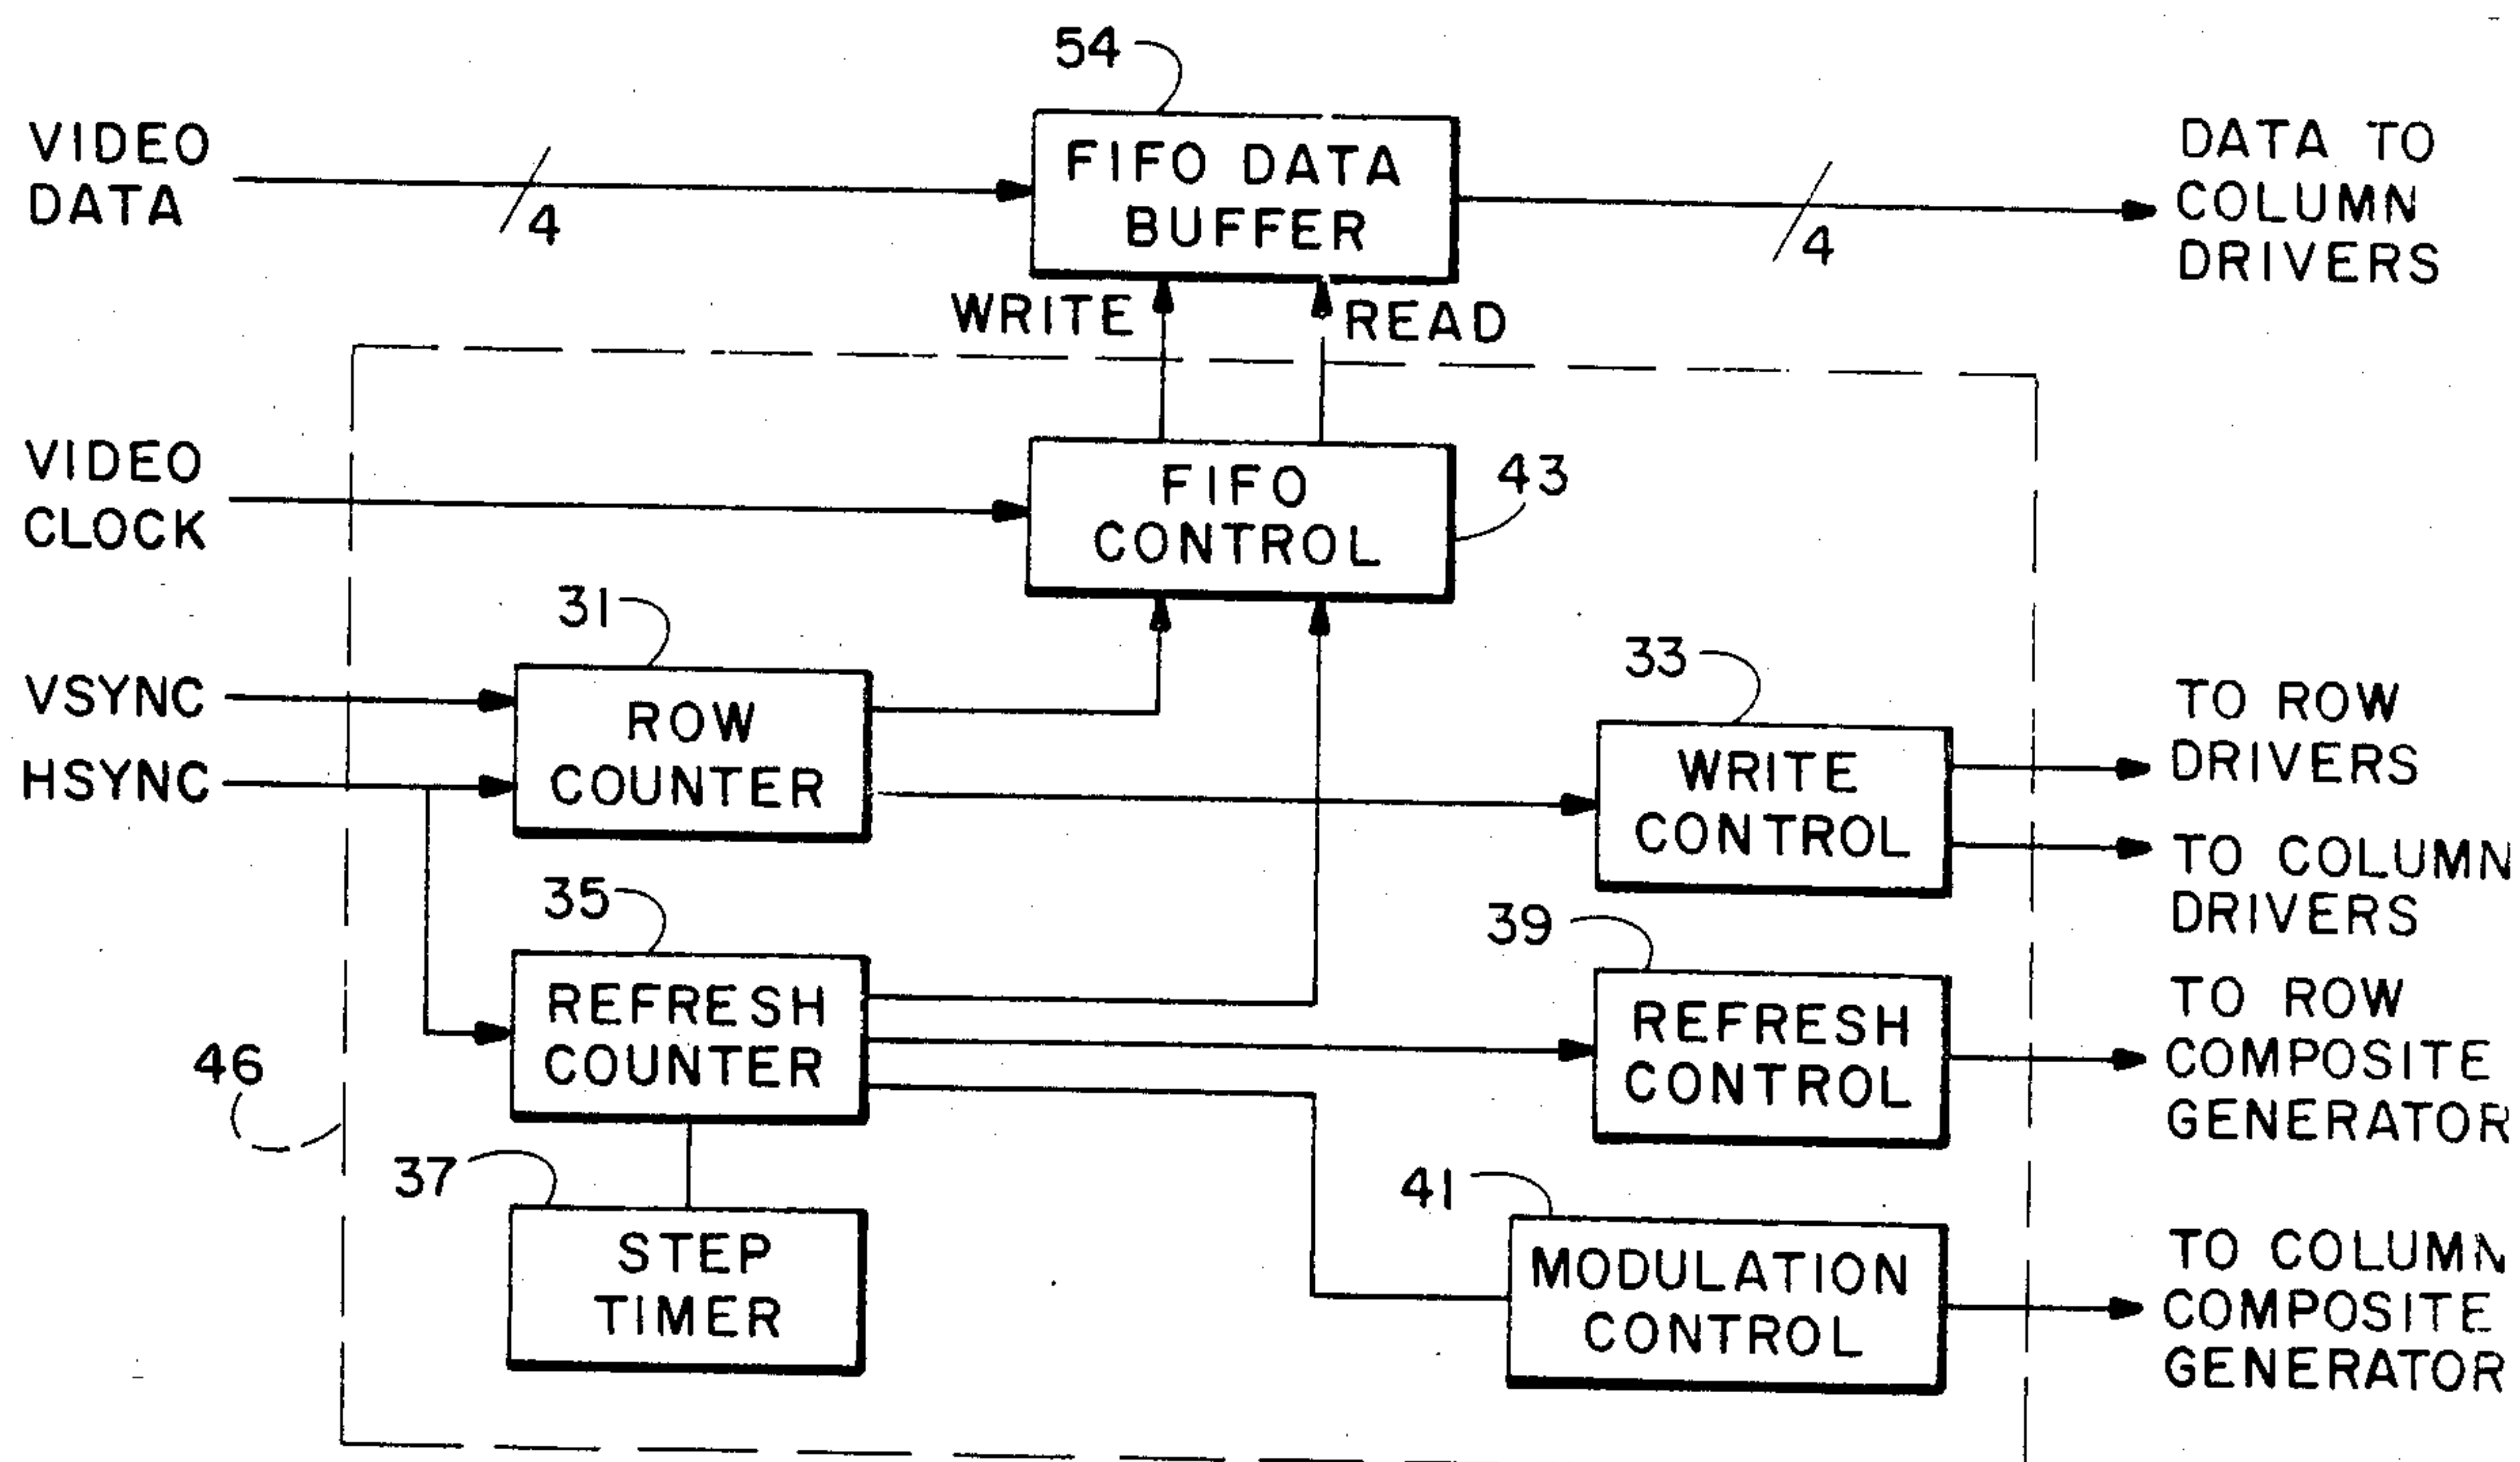 54
VIDEO
DATA
4
FIFO DATA
BUFFER
4
DATA TO
COLUMN
DRIVERS
WRITE
READ
VIDEO
CLOCK
FIFO
CONTROL
43
31
VSYNC
HSYNC
ROW
COUNTER
33
WRITE
CONTROL
TO ROW
DRIVERS
TO COLUMN
DRIVERS
35
REFRESH
COUNTER
39
REFRESH
CONTROL
TO ROW
COMPOSITE
GENERATOR
46
37
STEP
TIMER
41
MODULATION
CONTROL
TO COLUMN
COMPOSITE
GENERATOR